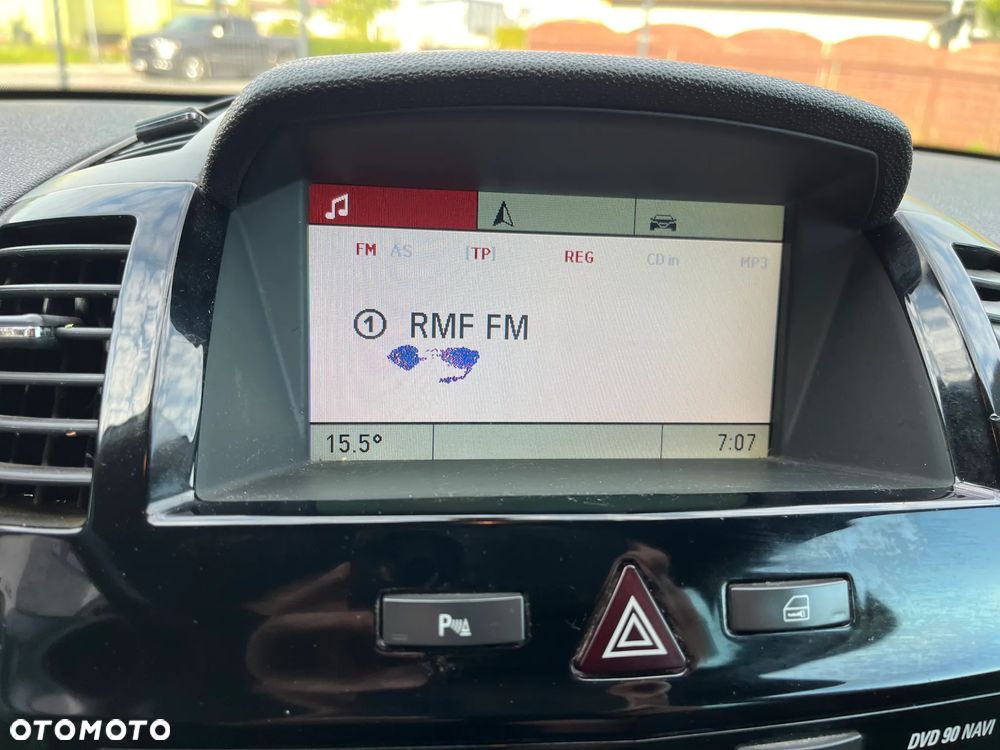 FM AS [TP] REG CD in MP3
1 RMF FM
15.5° 7:07
P
DVD 90 NAVI
OTOMOTO